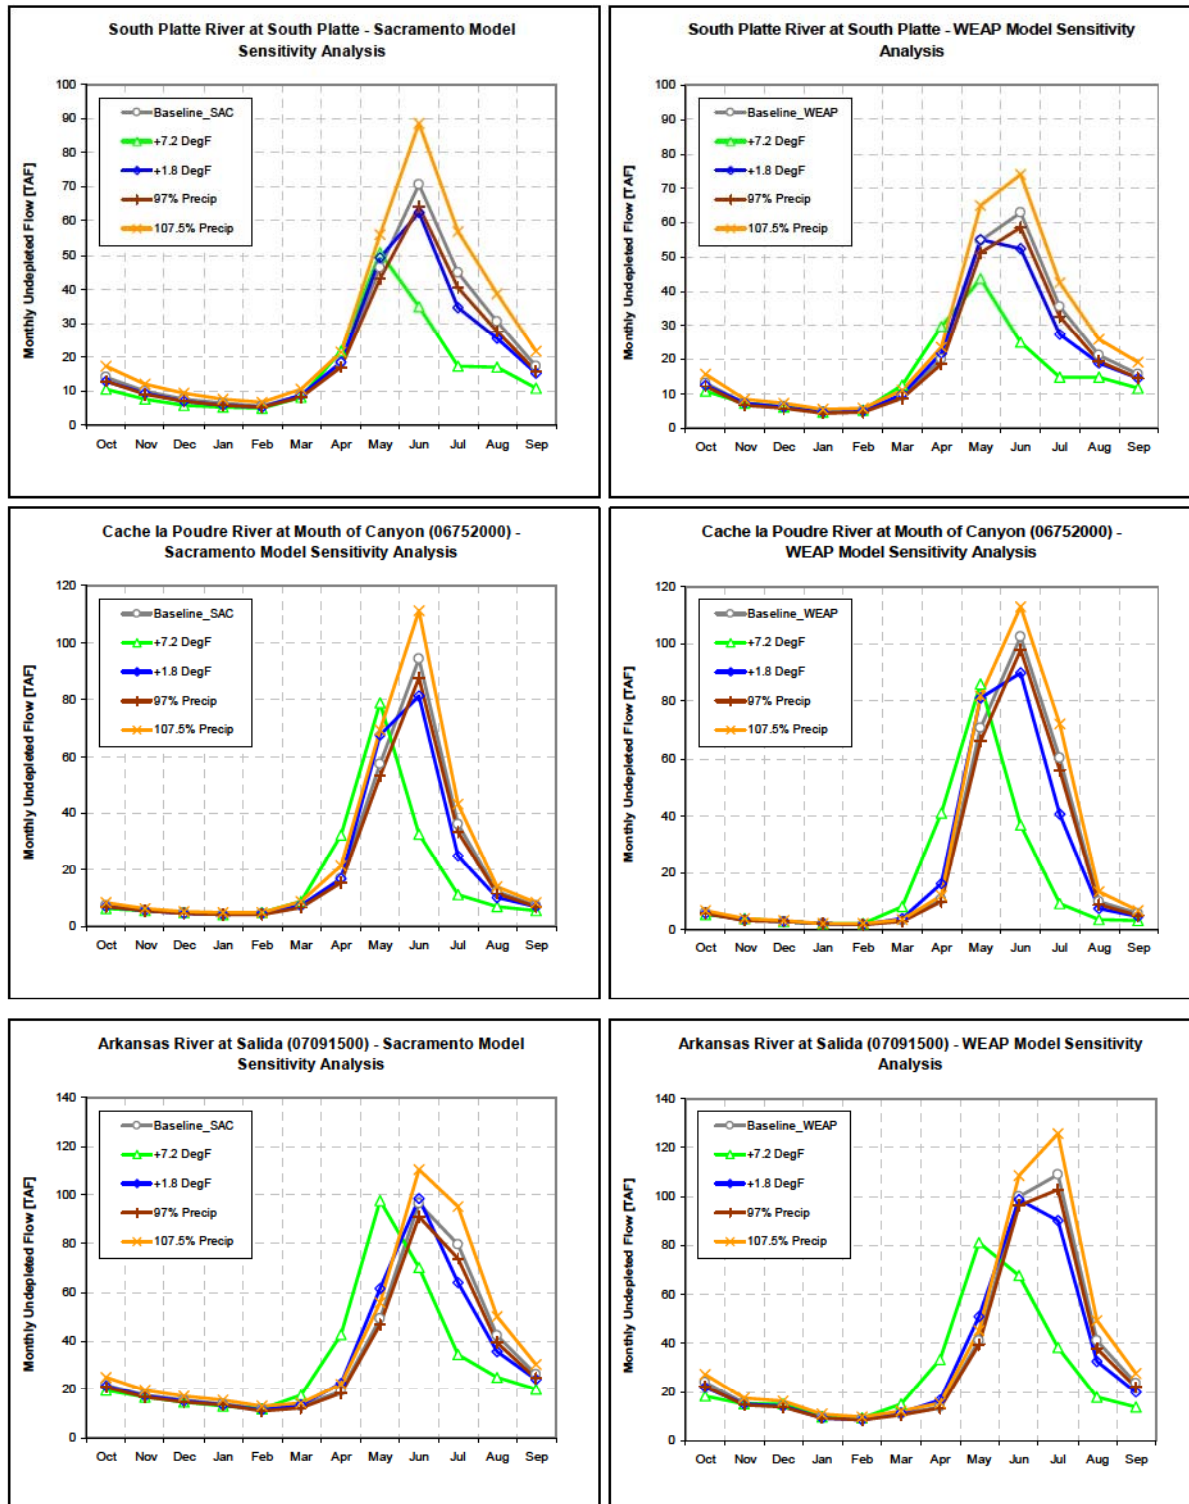 South Platte River at South Platte - Sacramento Model
Sensitivity Analysis
Monthly Undepleted Flow [TAF]
100
90
80
70
60
50
40
30
20
10
0
Baseline_SAC
+7.2 DegF
+1.8 DegF
97% Precip
107.5% Precip
Oct Nov Dec Jan Feb Mar Apr May Jun Jul Aug Sep
South Platte River at South Platte - WEAP Model Sensitivity
Analysis
Monthly Undepleted Flow [TAF]
100
90
80
70
60
50
40
30
20
10
0
Baseline_WEAP
+7.2 DegF
+1.8 DegF
97% Precip
107.5% Precip
Oct Nov Dec Jan Feb Mar Apr May Jun Jul Aug Sep
Cache la Poudre River at Mouth of Canyon (06752000) -
Sacramento Model Sensitivity Analysis
Monthly Undepleted Flow [TAF]
120
100
80
60
40
20
0
Baseline_SAC
+7.2 DegF
+1.8 DegF
97% Precip
107.5% Precip
Oct Nov Dec Jan Feb Mar Apr May Jun Jul Aug Sep
Cache la Poudre River at Mouth of Canyon (06752000) -
WEAP Model Sensitivity Analysis
Monthly Undepleted Flow [TAF]
120
100
80
60
40
20
0
Baseline_WEAP
+7.2 DegF
+1.8 DegF
97% Precip
107.5% Precip
Oct Nov Dec Jan Feb Mar Apr May Jun Jul Aug Sep
Arkansas River at Salida (07091500) - Sacramento Model
Sensitivity Analysis
Monthly Undepleted Flow [TAF]
140
120
100
80
60
40
20
0
Baseline_SAC
+7.2 DegF
+1.8 DegF
97% Precip
107.5% Precip
Oct Nov Dec Jan Feb Mar Apr May Jun Jul Aug Sep
Arkansas River at Salida (07091500) - WEAP Model Sensitivity
Analysis
Monthly Undepleted Flow [TAF]
140
120
100
80
60
40
20
0
Baseline_WEAP
+7.2 DegF
+1.8 DegF
97% Precip
107.5% Precip
Oct Nov Dec Jan Feb Mar Apr May Jun Jul Aug Sep